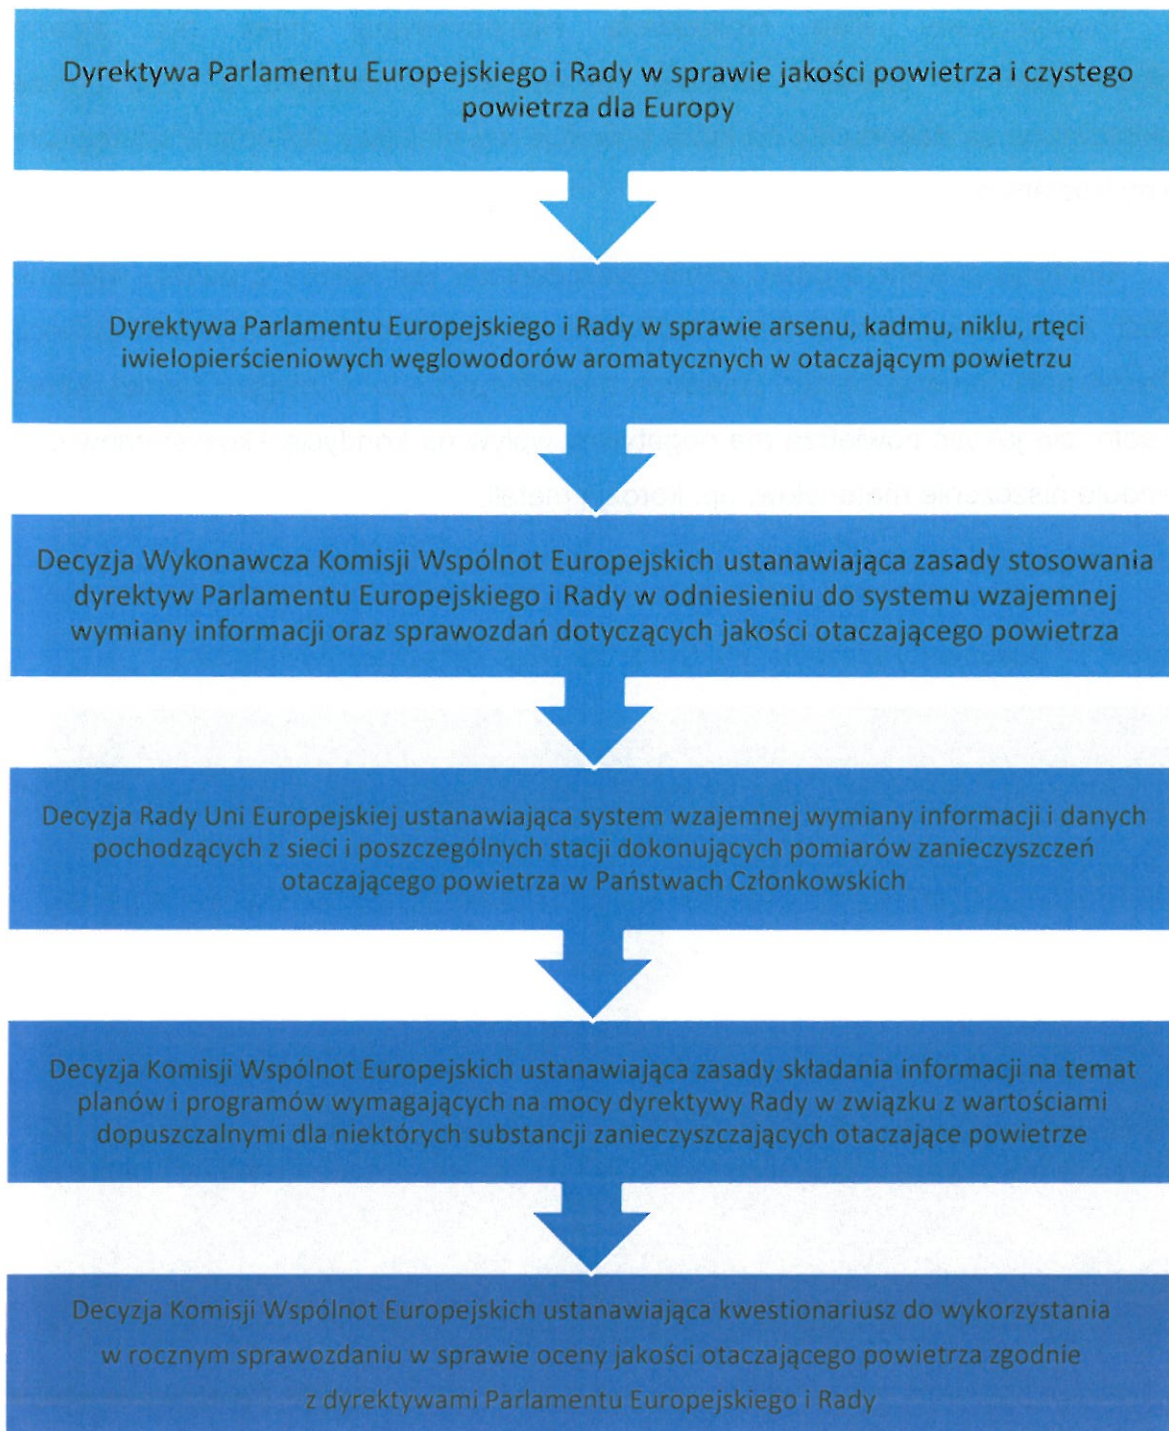 Dyrektywa Parlamentu Europejskiego i Rady w sprawie jakości powietrza i czystego
powietrza dla Europy
Dyrektywa Parlamentu Europejskiego i Rady w sprawie arsenu, kadmu, niklu, rtęci
iwielopierścieniowych węglowodorów aromatycznych w otaczającym powietrzu
Decyzja Wykonawcza Komisji Wspólnot Europejskich ustanawiająca zasady stosowania
dyrektyw Parlamentu Europejskiego i Rady w odniesieniu do systemu wzajemnej
wymiany informacji oraz sprawozdań dotyczących jakości otaczającego powietrza
Decyzja Rady Uni Europejskiej ustanawiająca system wzajemnej wymiany informacji i danych
pochodzących z sieci i poszczególnych stacji dokonujących pomiarów zanieczyszczeń
otaczającego powietrza w Państwach Członkowskich
Decyzja Komisji Wspólnot Europejskich ustanawiająca zasady składania informacji na temat
planów i programów wymagających na mocy dyrektywy Rady w związku z wartościami
dopuszczalnymi dla niektórych substancji zanieczyszczających otaczające powietrze
Decyzja Komisji Wspólnot Europejskich ustanawiająca kwestionariusz do wykorzystania
w rocznym sprawozdaniu w sprawie oceny jakości otaczającego powietrza zgodnie
z dyrektywami Parlamentu Europejskiego i Rady